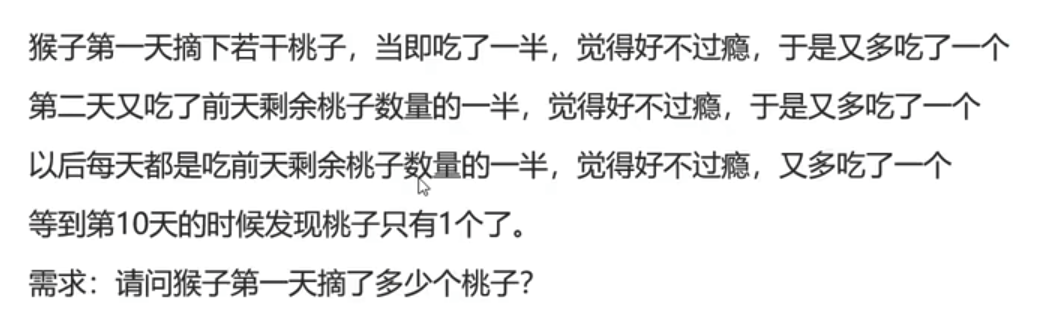 猴子第一天摘下若干桃子，当即吃了一半，觉得好不过瘾，于是又多吃了一个
第二天又吃了前天剩余桃子数量的一半，觉得好不过瘾，于是又多吃了一个
以后每天都是吃前天剩余桃子数量的一半，觉得好不过瘾，又多吃了一个
等到第10天的时候发现桃子只有1个了。
需求：请问猴子第一天摘了多少个桃子？